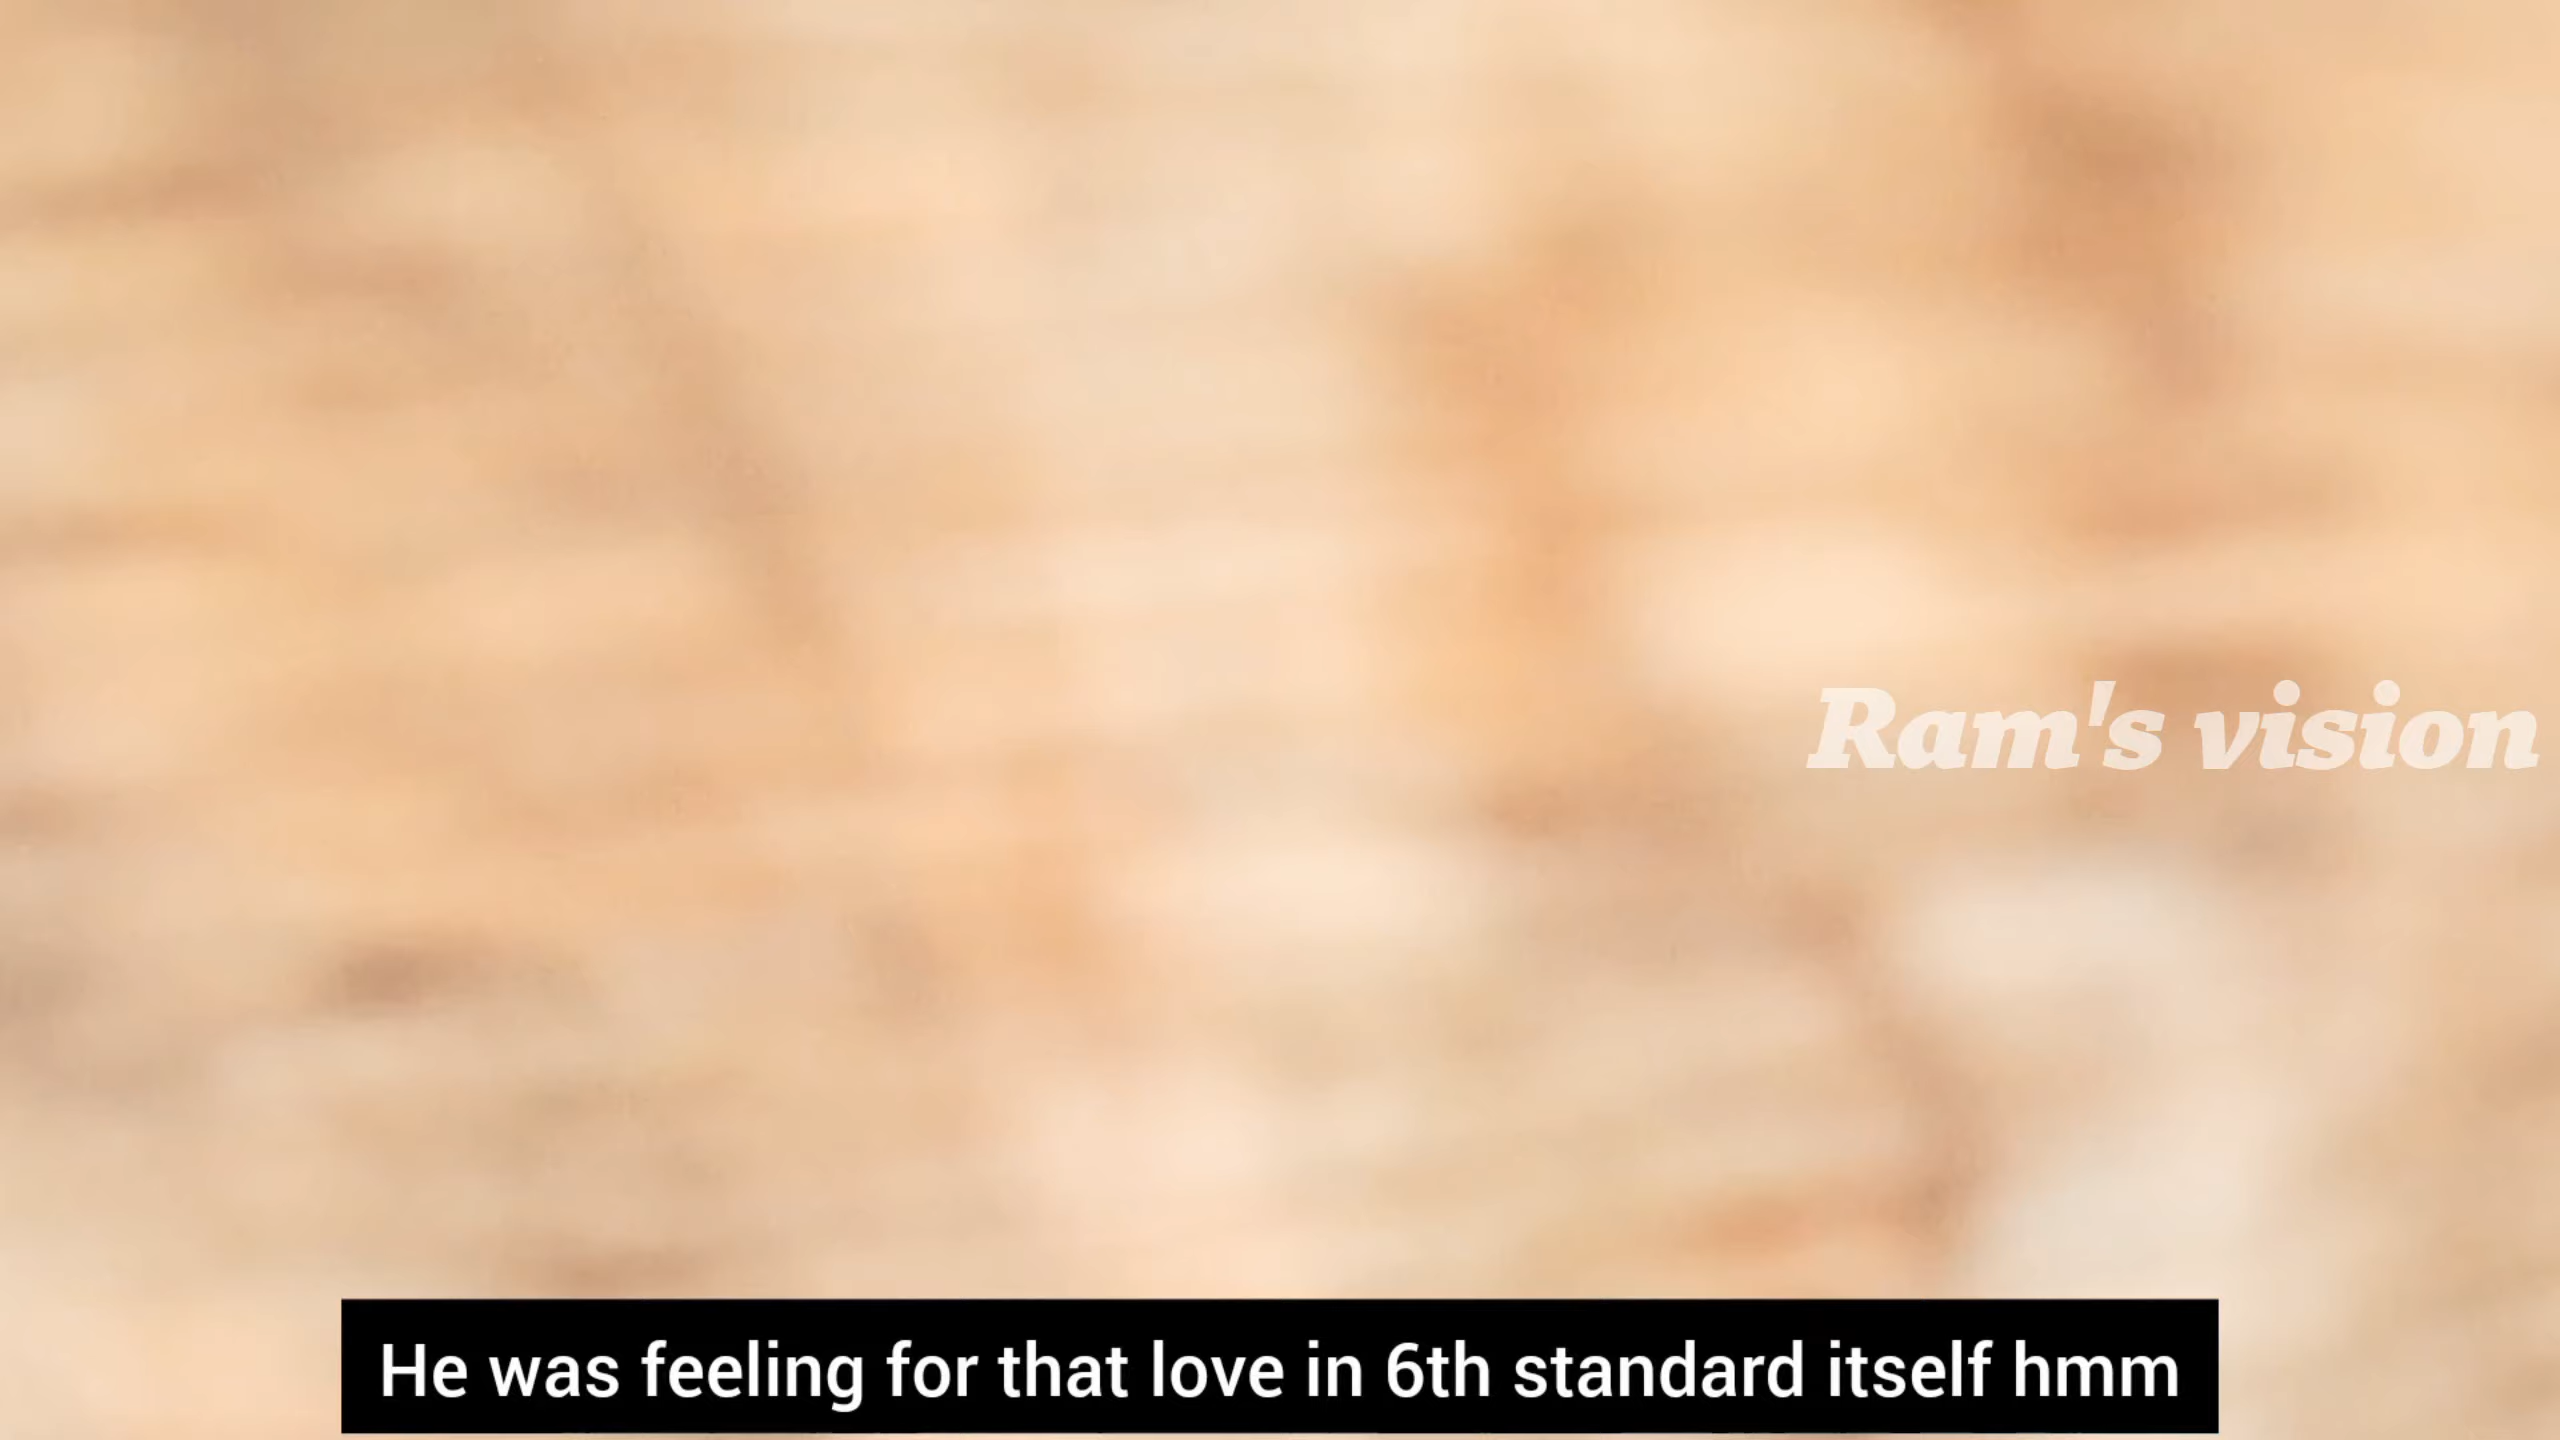 Ram's vision
He was feeling for that love in 6th standard itself hmm